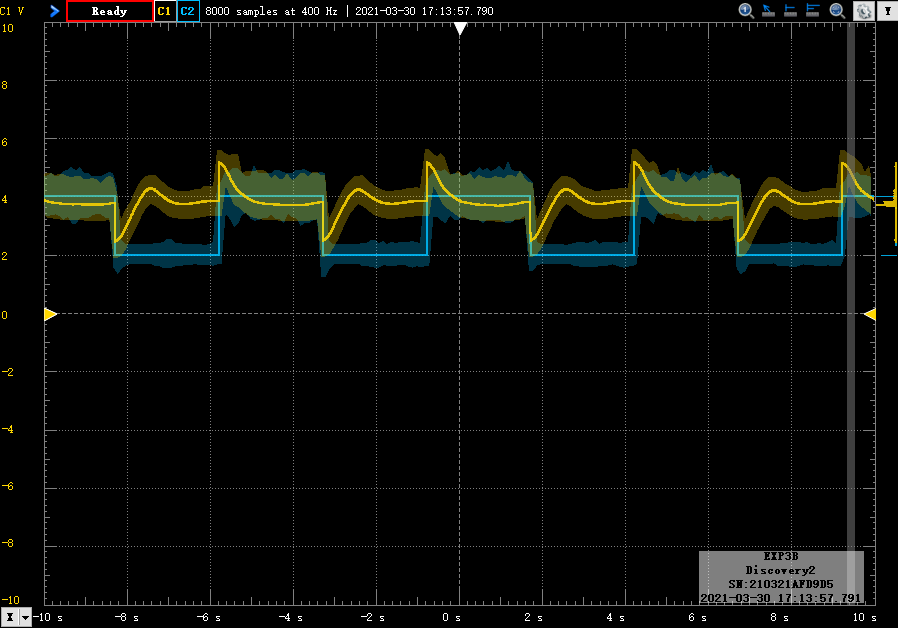 C1 V Ready C1 C2 8000 samples at 400 Hz | 2021-03-30 17:13:57.790 Y
10
8
6
4
2
0
-2
-4
-6
-8
-10
EXP3B
Discovery2
SN:210321AFD9D5
2021-03-30 17:13:57.791
X -10 s -8 s -6 s -4 s -2 s 0 s 2 s 4 s 6 s 8 s 10 s